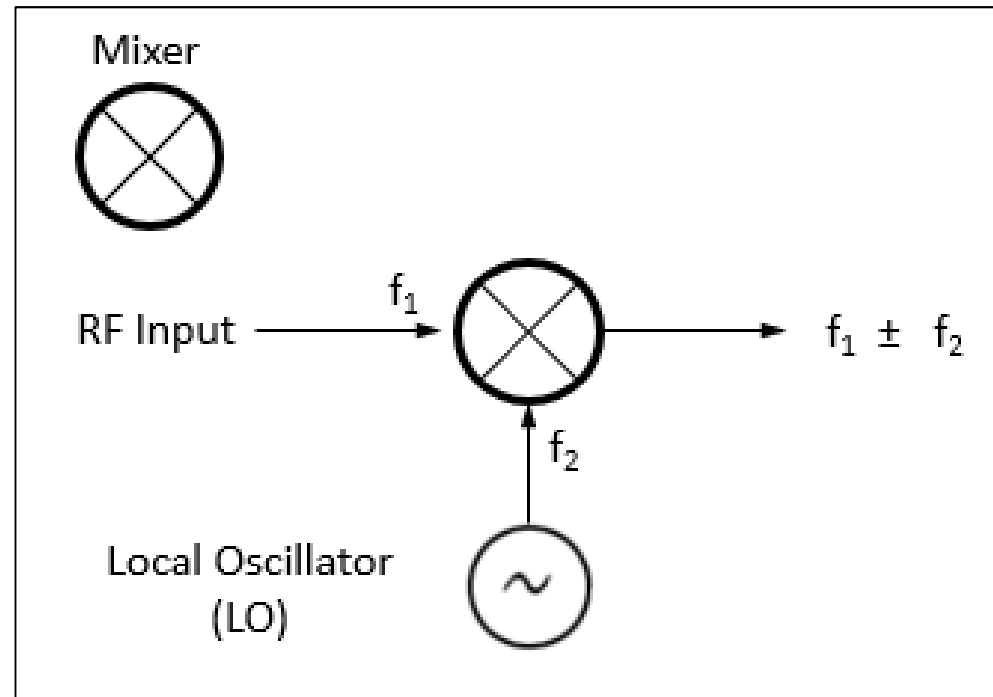 Mixer
f₁
RF Input
f₁ ± f₂
f₂
Local Oscillator
(LO)